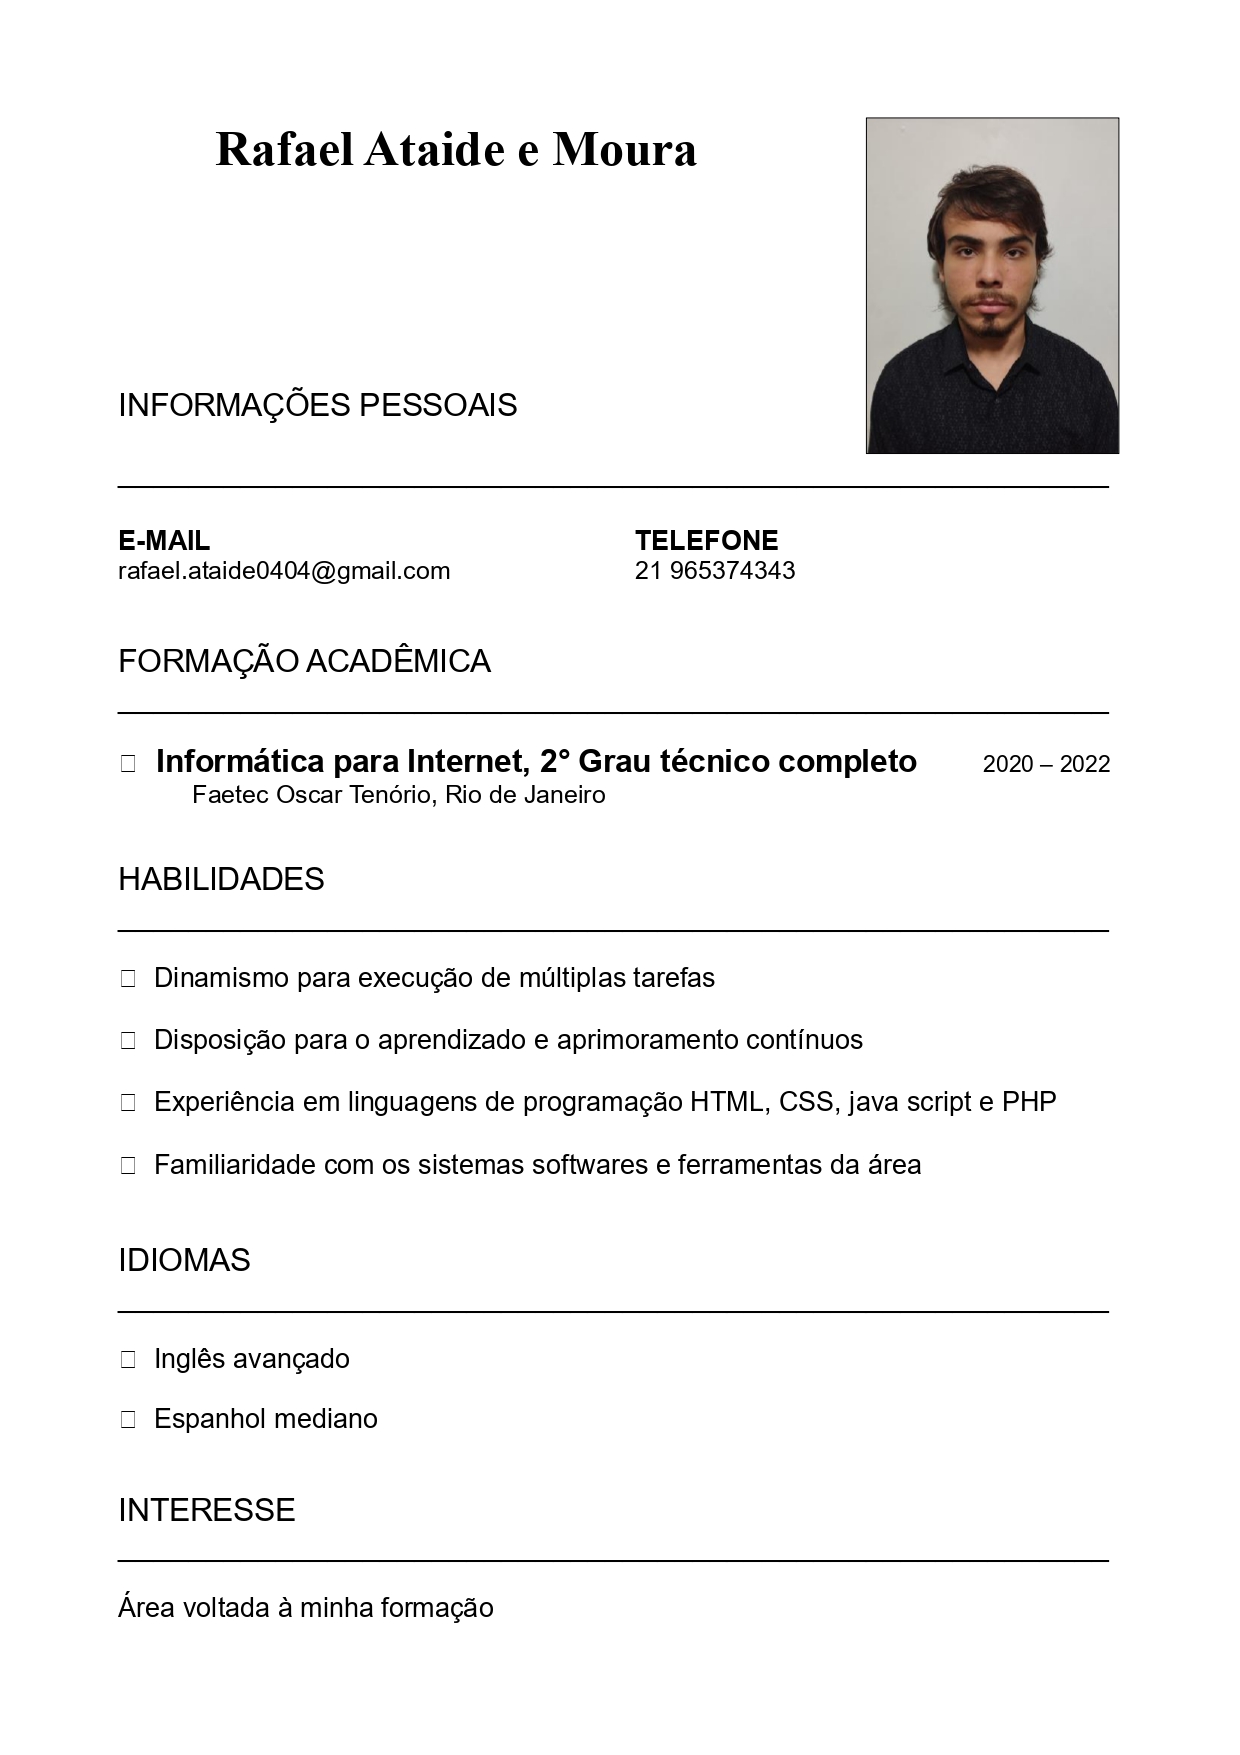 Rafael Ataide e Moura
INFORMAÇÕES PESSOAIS
E-MAIL TELEFONE
rafael.ataide0404@gmail.com 21 965374343
FORMAÇÃO ACADÊMICA
Informática para Internet, 2° Grau técnico completo 2020 – 2022
Faetec Oscar Tenório, Rio de Janeiro
HABILIDADES
Dinamismo para execução de múltiplas tarefas
Disposição para o aprendizado e aprimoramento contínuos
Experiência em linguagens de programação HTML, CSS, java script e PHP
Familiaridade com os sistemas softwares e ferramentas da área
IDIOMAS
Inglês avançado
Espanhol mediano
INTERESSE
Área voltada à minha formação